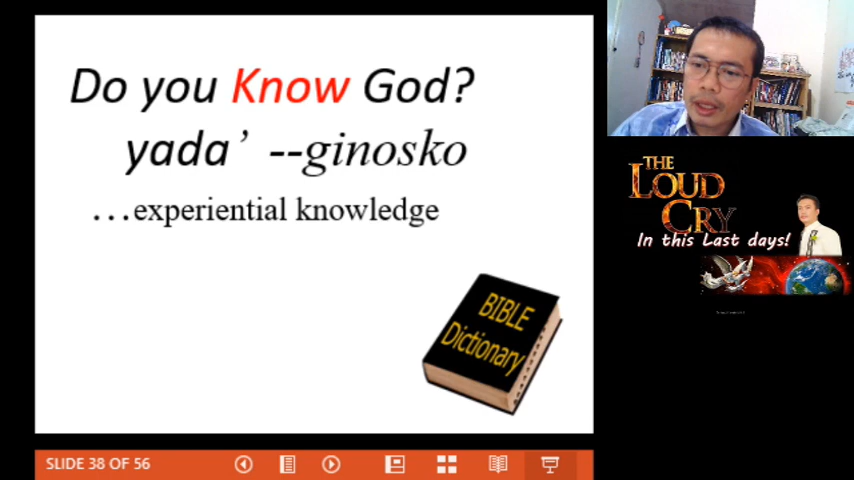 Do you Know God?
yada’ --ginosko
...experiential knowledge
BIBLE
Dictionary
SLIDE 38 OF 56
THE
LOUD
CRY
In this Last days!